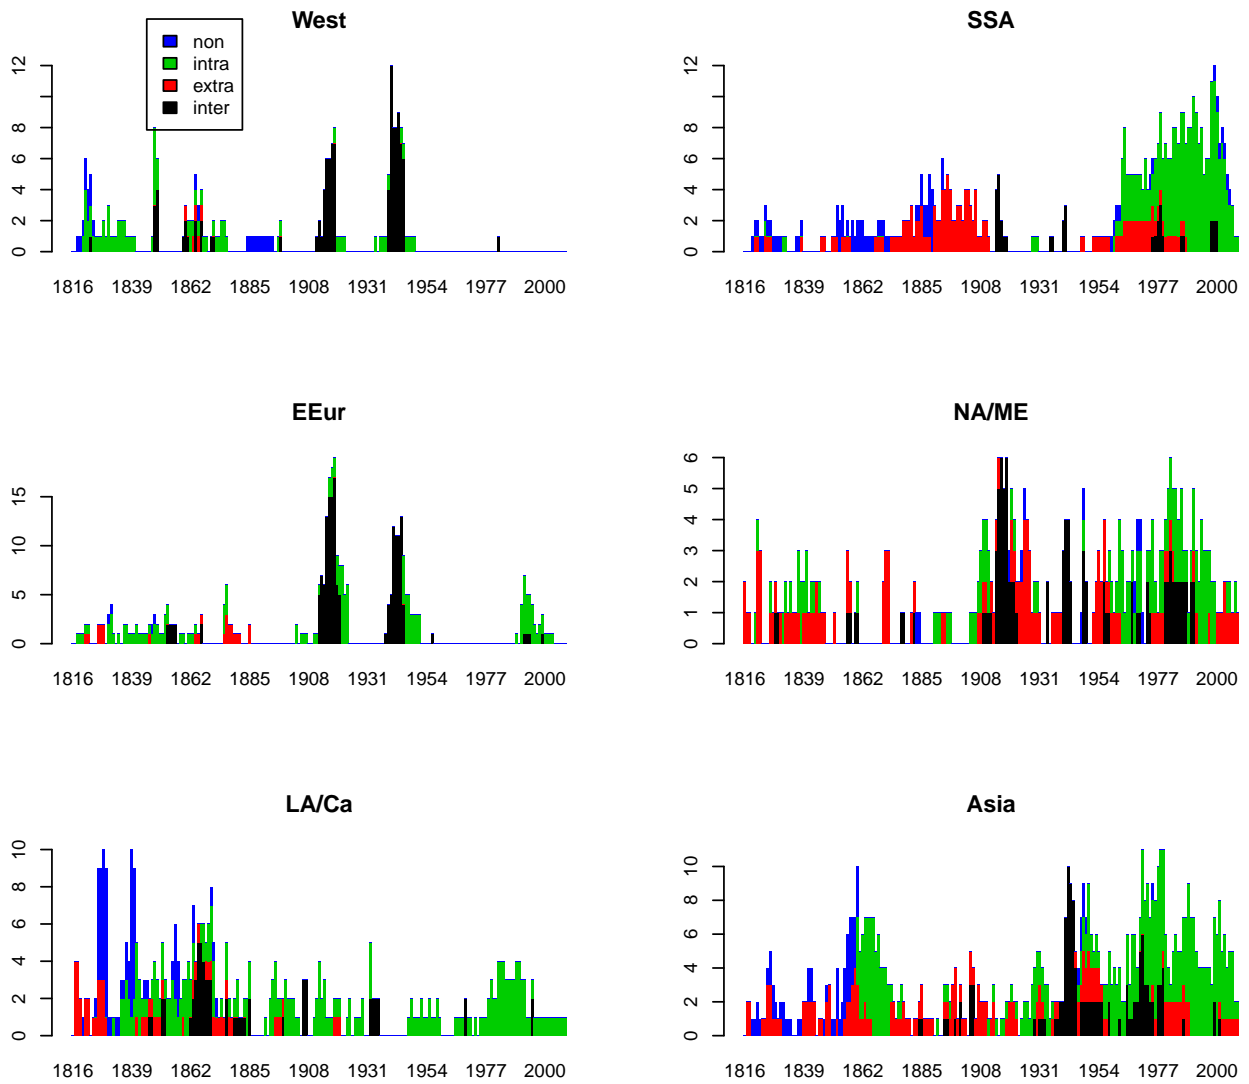 West
non
intra
extra
inter
0 2 4 6 8 12
1816 1839 1862 1885 1908 1931 1954 1977 2000
SSA
0 2 4 6 8 12
1816 1839 1862 1885 1908 1931 1954 1977 2000
EEur
0 5 10 15
1816 1839 1862 1885 1908 1931 1954 1977 2000
NA/ME
0 1 2 3 4 5 6
1816 1839 1862 1885 1908 1931 1954 1977 2000
LA/Ca
0 2 4 6 8 10
1816 1839 1862 1885 1908 1931 1954 1977 2000
Asia
0 2 4 6 8 10
1816 1839 1862 1885 1908 1931 1954 1977 2000